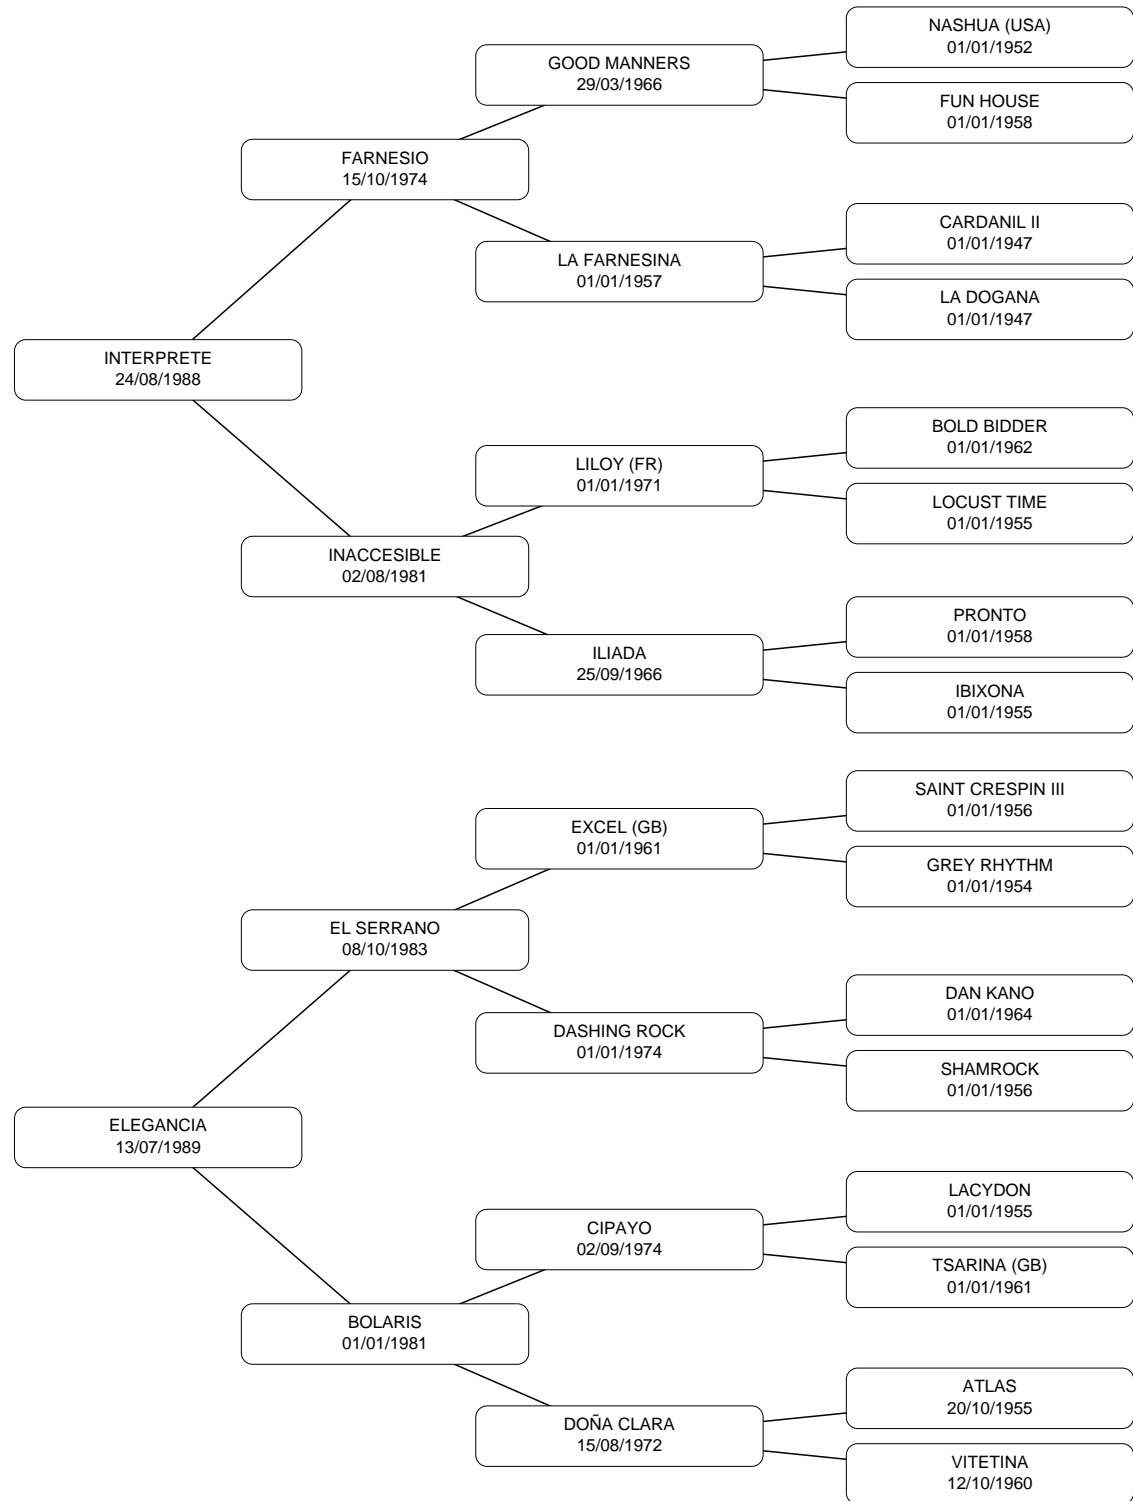 NASHUA (USA)
01/01/1952
GOOD MANNERS
29/03/1966
FUN HOUSE
01/01/1958
FARNESIO
15/10/1974
CARDANIL II
01/01/1947
LA FARNESINA
01/01/1957
LA DOGANA
01/01/1947
INTERPRETE
24/08/1988
BOLD BIDDER
01/01/1962
LILOY (FR)
01/01/1971
LOCUST TIME
01/01/1955
INACCESIBLE
02/08/1981
PRONTO
01/01/1958
ILIADA
25/09/1966
IBIXONA
01/01/1955
SAINT CRESPIN III
01/01/1956
EXCEL (GB)
01/01/1961
GREY RHYTHM
01/01/1954
EL SERRANO
08/10/1983
DAN KANO
01/01/1964
DASHING ROCK
01/01/1974
SHAMROCK
01/01/1956
ELEGANCIA
13/07/1989
LACYDON
01/01/1955
CIPAYO
02/09/1974
TSARINA (GB)
01/01/1961
BOLARIS
01/01/1981
ATLAS
20/10/1955
DOÑA CLARA
15/08/1972
VITETINA
12/10/1960